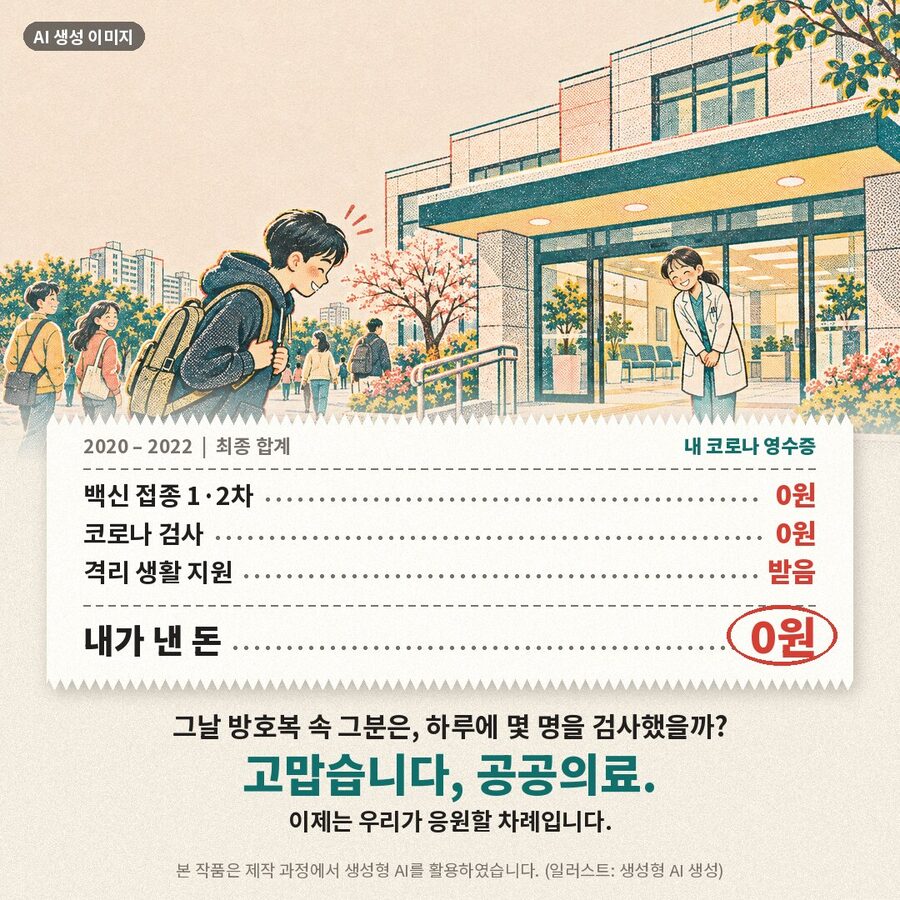 AI 생성 이미지
2020 – 2022 | 최종 합계 내 코로나 영수증
백신 접종 1·2차 0원
코로나 검사 0원
격리 생활 지원 받음
내가 낸 돈 0원
그날 방호복 속 그분은, 하루에 몇 명을 검사했을까?
고맙습니다, 공공의료.
이제는 우리가 응원할 차례입니다.
본 작품은 제작 과정에서 생성형 AI를 활용하였습니다. (일러스트: 생성형 AI 생성)